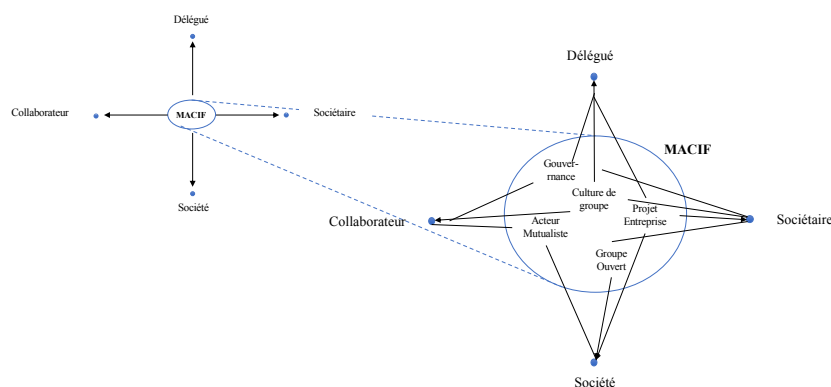 Délégué
Collaborateur
MACIF
Sociétaire
Société
Délégué
MACIF
Gouver-
nance
Culture de
groupe
Projet
Entreprise
Collaborateur
Acteur
Mutualiste
Sociétaire
Groupe
Ouvert
Société